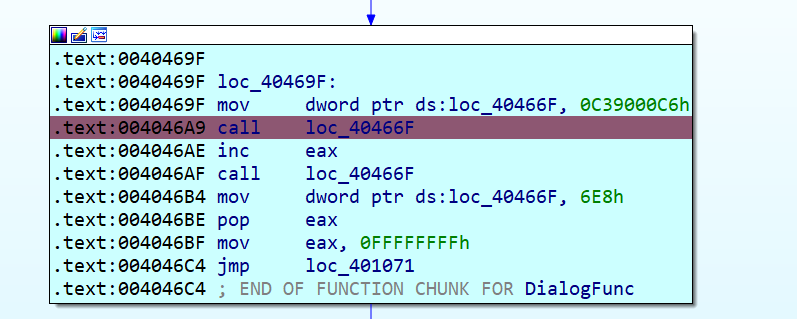 .text:0040469F
.text:0040469F loc_40469F:
.text:0040469F mov     dword ptr ds:loc_40466F, 0C39000C6h
.text:004046A9 call    loc_40466F
.text:004046AE inc     eax
.text:004046AF call    loc_40466F
.text:004046B4 mov     dword ptr ds:loc_40466F, 6E8h
.text:004046BE pop     eax
.text:004046BF mov     eax, 0FFFFFFFFh
.text:004046C4 jmp     loc_401071
.text:004046C4 ; END OF FUNCTION CHUNK FOR DialogFunc